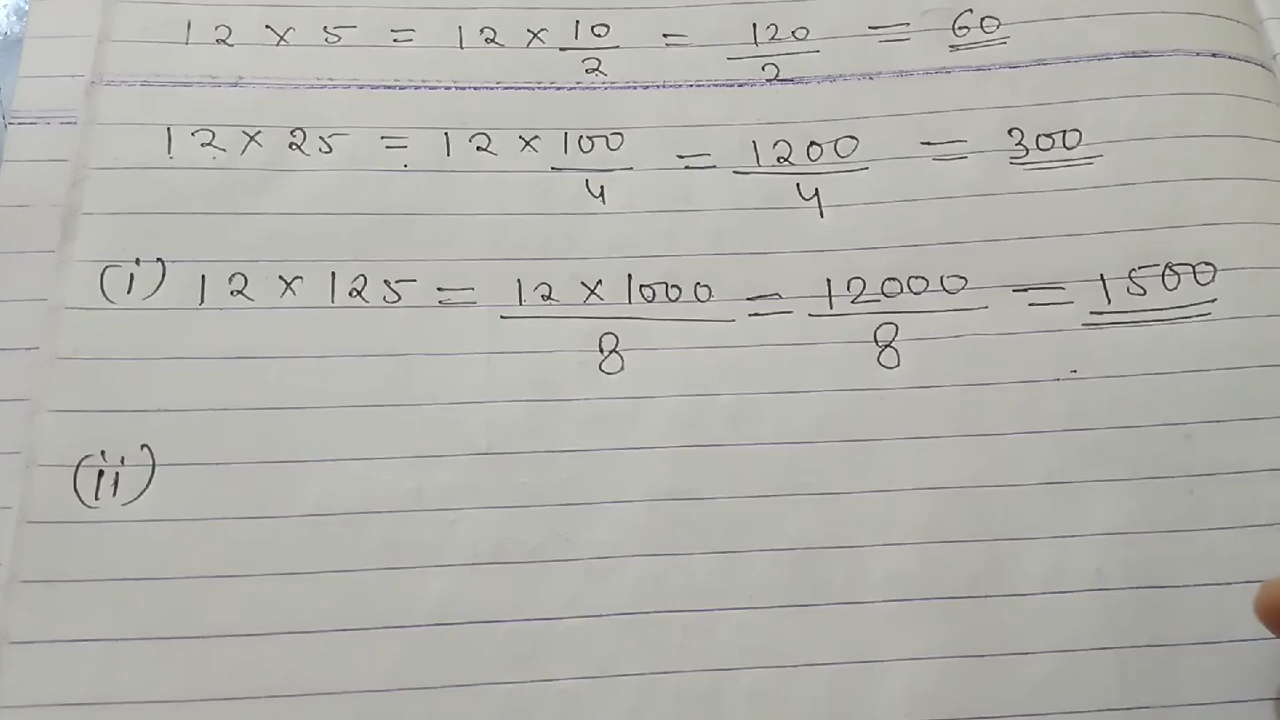 12 × 5 = 12 × 10/2 = 120/2 = 60
12 × 25 = 12 × 100/4 = 1200/4 = 300
(i) 12 × 125 = 12 × 1000/8 = 12000/8 = 1500
(ii)